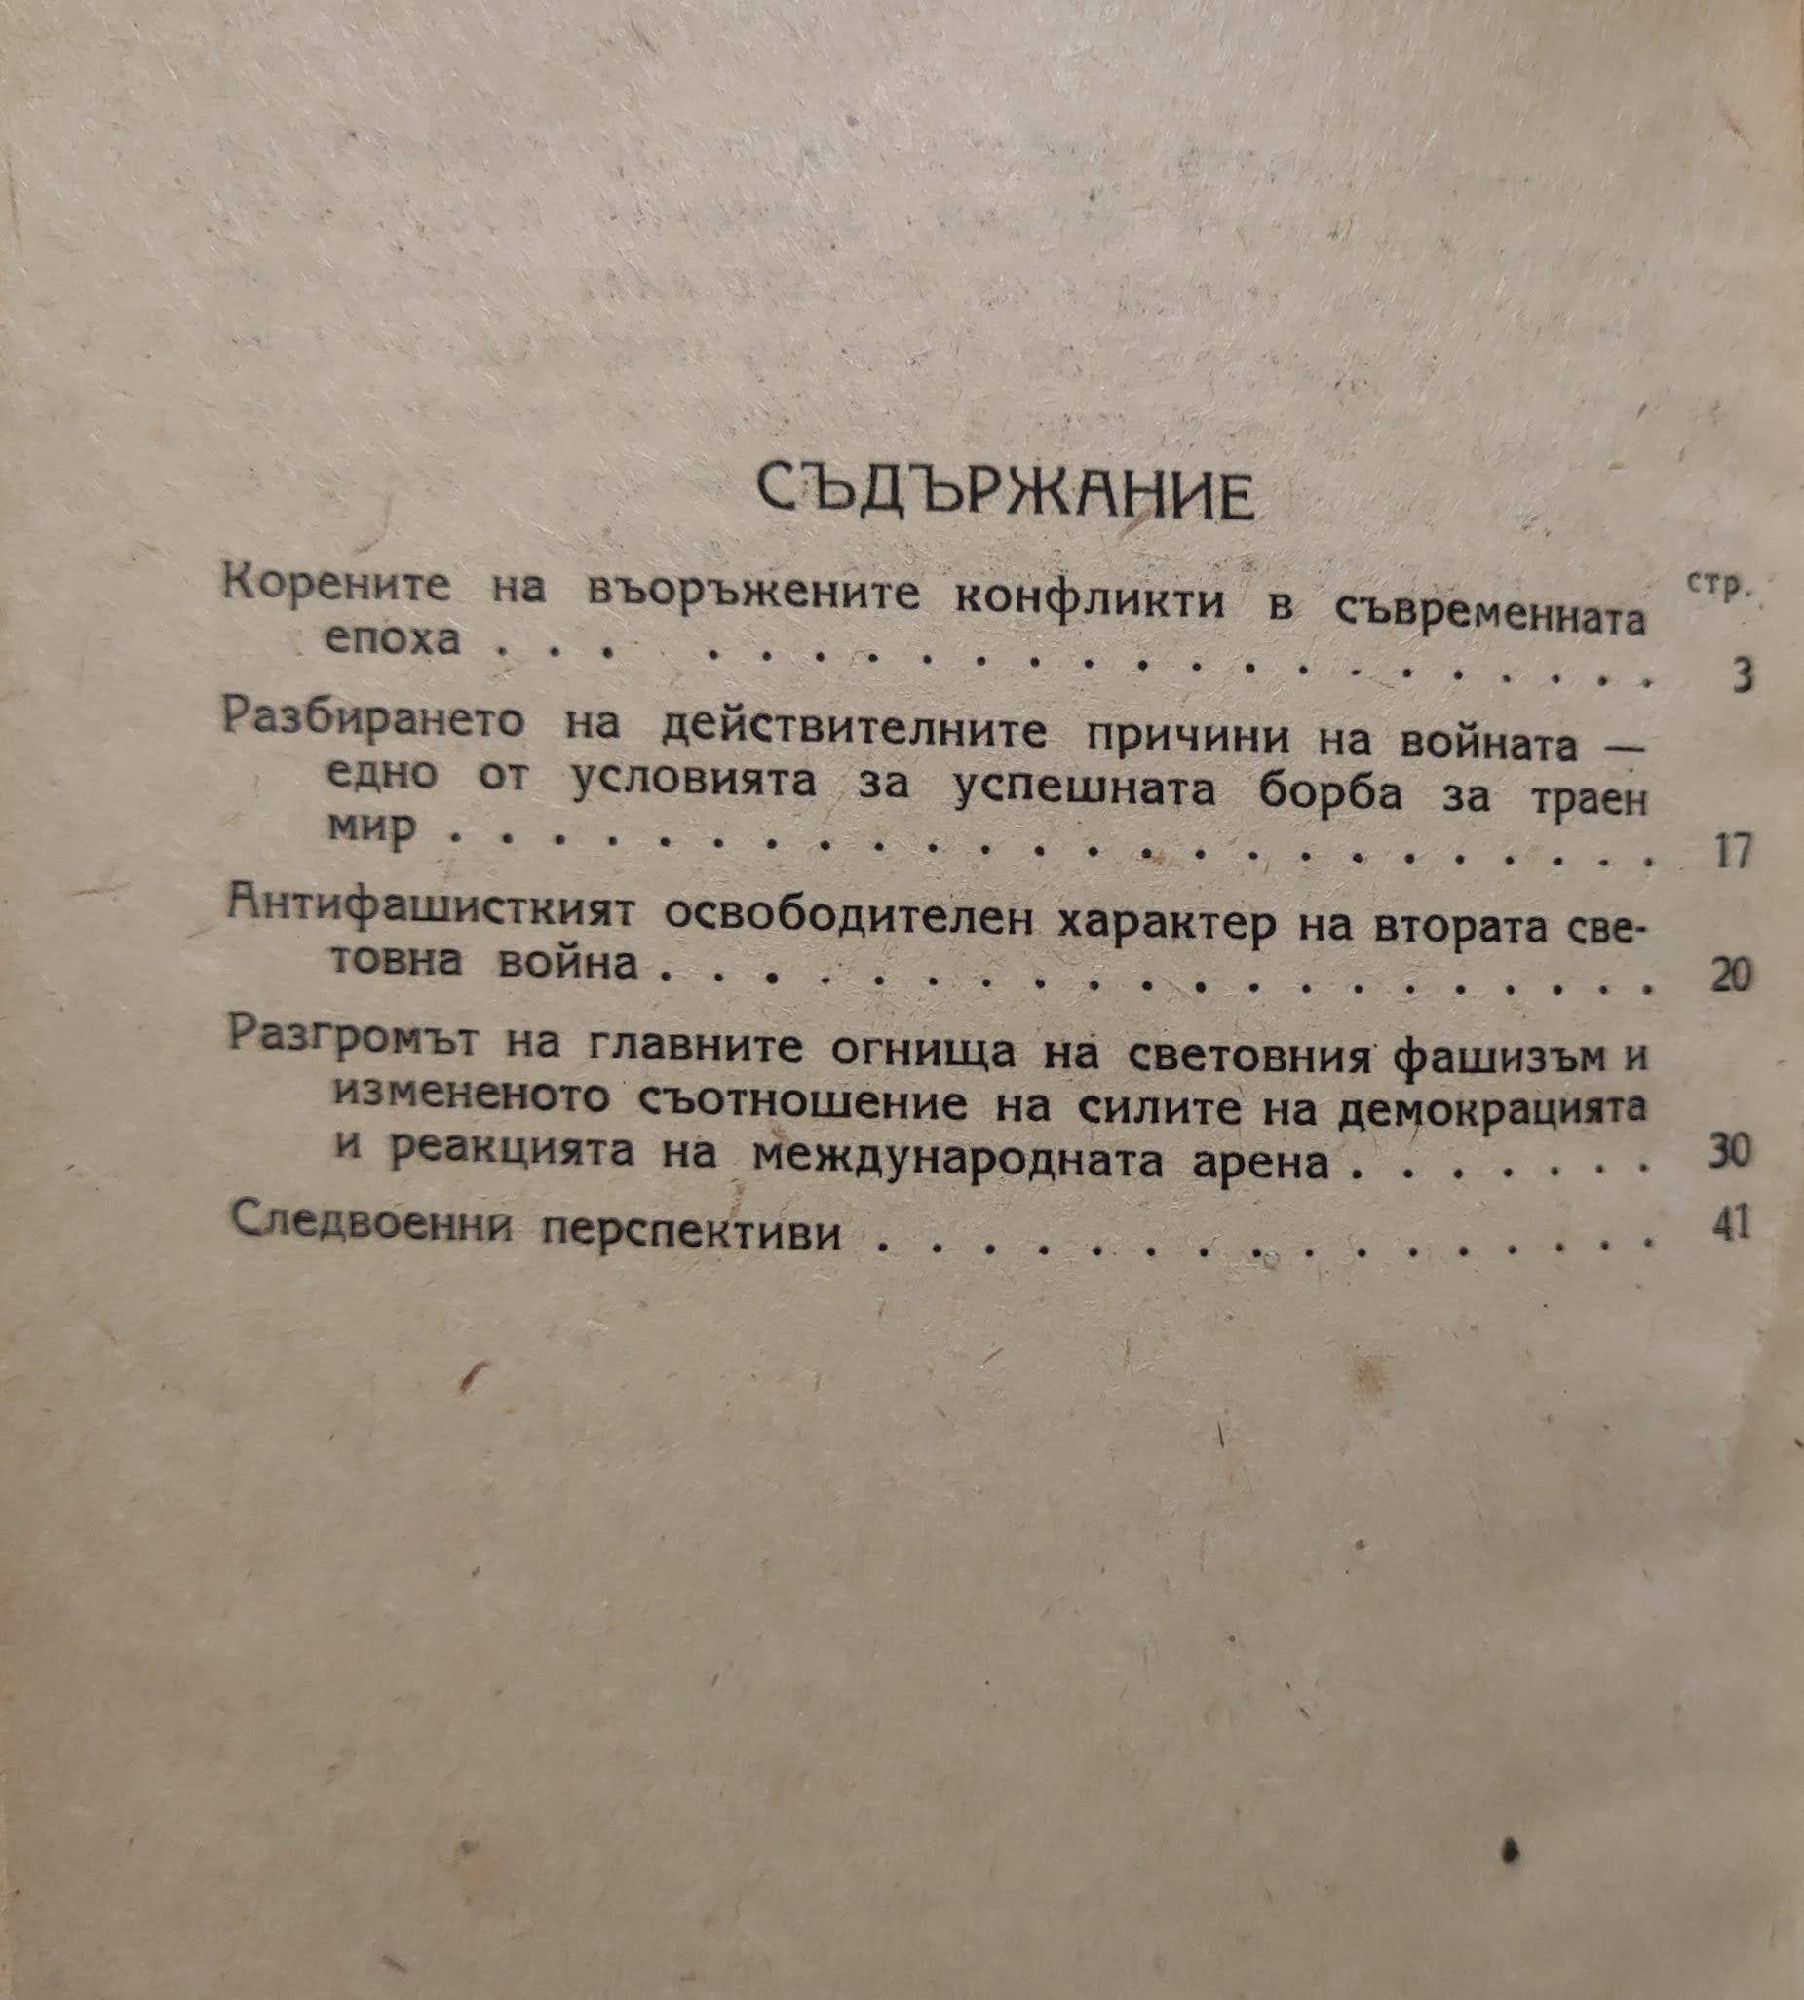 СЪДЪРЖАНИЕ
стр.
Корените на въоръжените конфликти в съвременната
епоха . . . . . . . . . . . . . . . . . . . . . 3
Разбирането на действителните причини на войната —
едно от условията за успешната борба за траен
мир . . . . . . . . . . . . . . . . . . . . . . . 17
Антифашисткият освободителен характер на втората све-
товна война . . . . . . . . . . . . . . . . . . . 20
Разгромът на главните огнища на световния фашизъм и
измененото съотношение на силите на демокрацията
и реакцията на международната арена . . . . . . 30
Следвоенни перспективи . . . . . . . . . . . . . . . 41